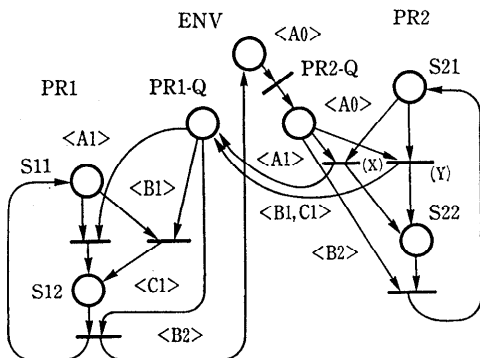 ENV
PR2
<A0>
PR2-Q
S21
PR1
PR1-Q
<A0>
<A1>
S11
<A1>
(X)
(Y)
<B1>
<B1, C1>
S22
<B2>
S12
<C1>
<B2>